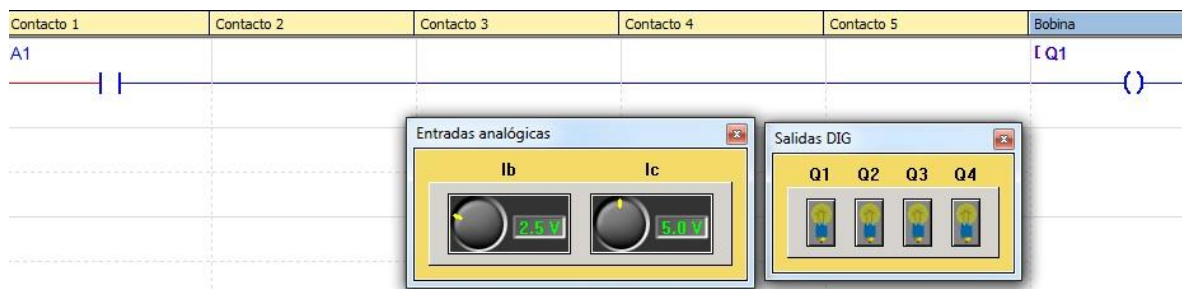 Contacto 1 Contacto 2 Contacto 3 Contacto 4 Contacto 5 Bobina
A1 [ Q1
Entradas analógicas
Ib Ic
2.5 V 5.0 V
Salidas DIG
Q1 Q2 Q3 Q4